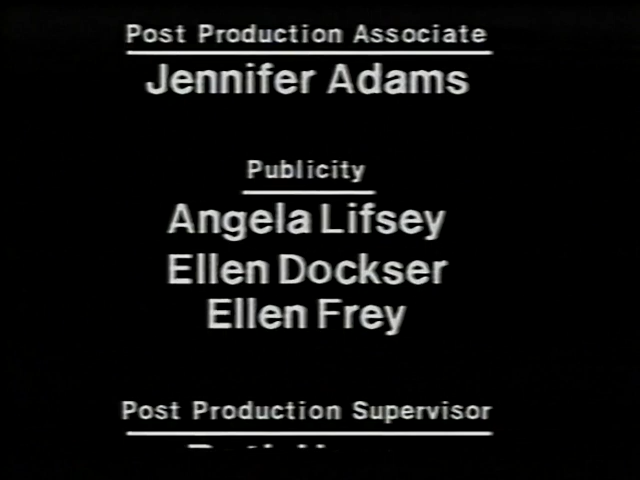 Post Production Associate
Jennifer Adams
Publicity
Angela Lifsey
Ellen Dockser
Ellen Frey
Post Production Supervisor